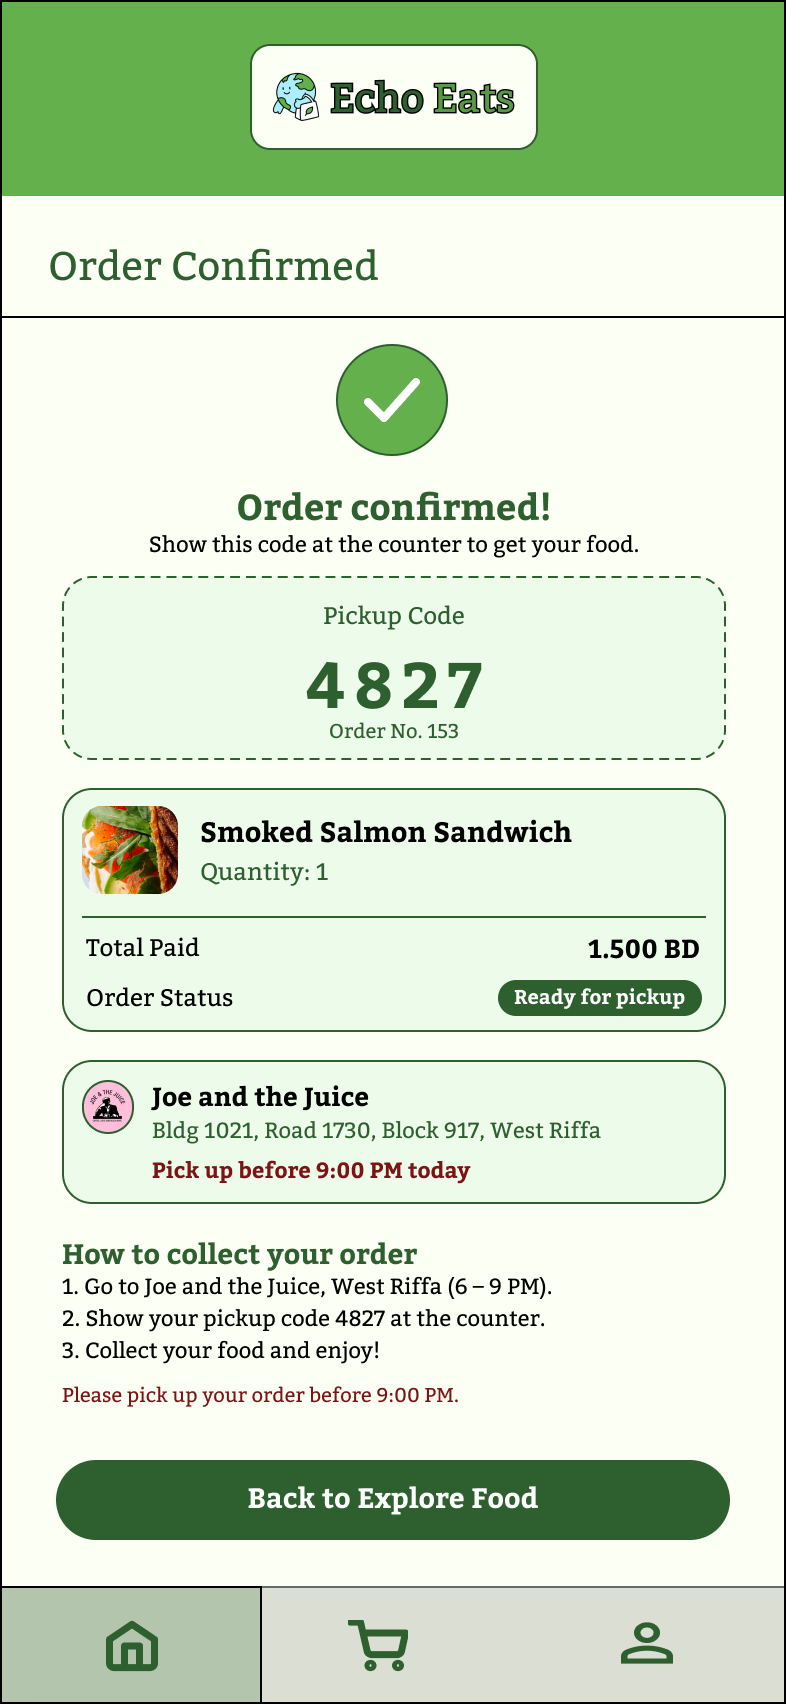 Echo Eats
Order Confirmed
Order confirmed!
Show this code at the counter to get your food.
Pickup Code
4827
Order No. 153
Smoked Salmon Sandwich
Quantity: 1
Total Paid
1.500 BD
Order Status
Ready for pickup
JOE & THE JUICE
Joe and the Juice
Bldg 1021, Road 1730, Block 917, West Riffa
Pick up before 9:00 PM today
How to collect your order
1. Go to Joe and the Juice, West Riffa (6 – 9 PM).
2. Show your pickup code 4827 at the counter.
3. Collect your food and enjoy!
Please pick up your order before 9:00 PM.
Back to Explore Food